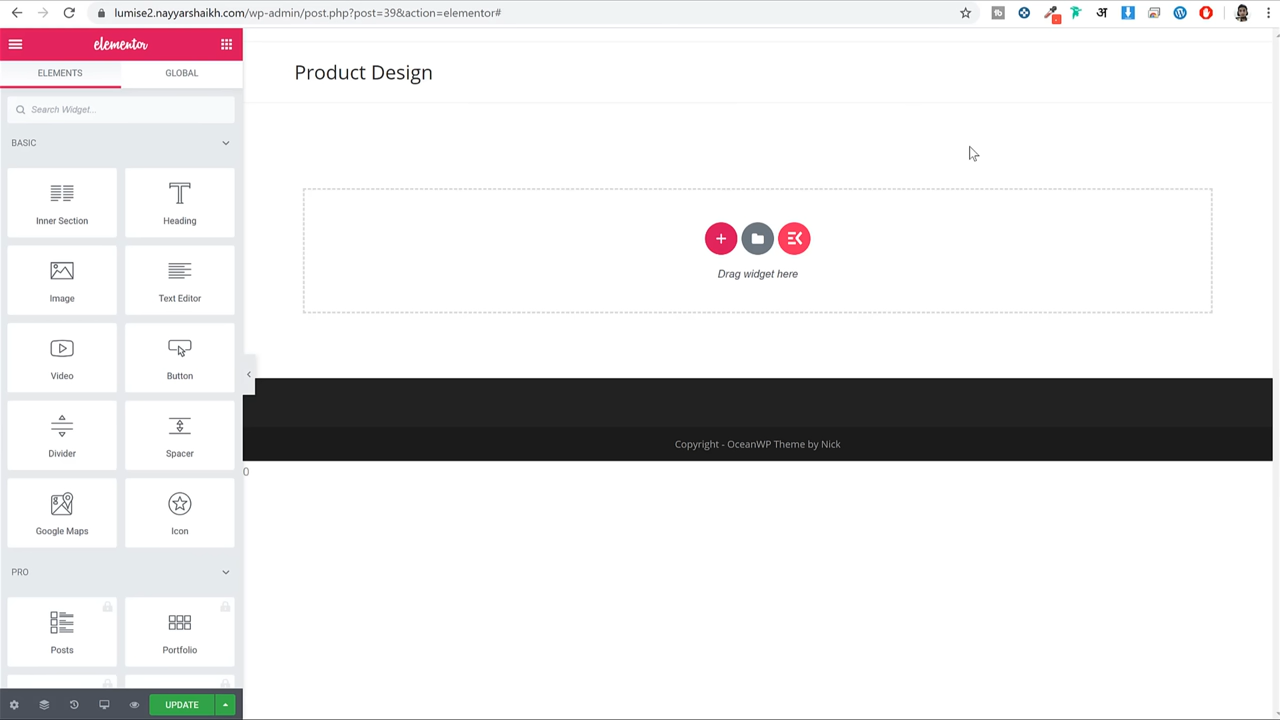 lumise2.nayyarshaikh.com/wp-admin/post.php?post=39&action=elementor#
elementor
ELEMENTS
GLOBAL
Search Widget...
BASIC
Inner Section
Heading
Image
Text Editor
Video
Button
Divider
Spacer
Google Maps
Icon
PRO
Posts
Portfolio
UPDATE
Product Design
Drag widget here
Copyright - OceanWP Theme by Nick
0
अ